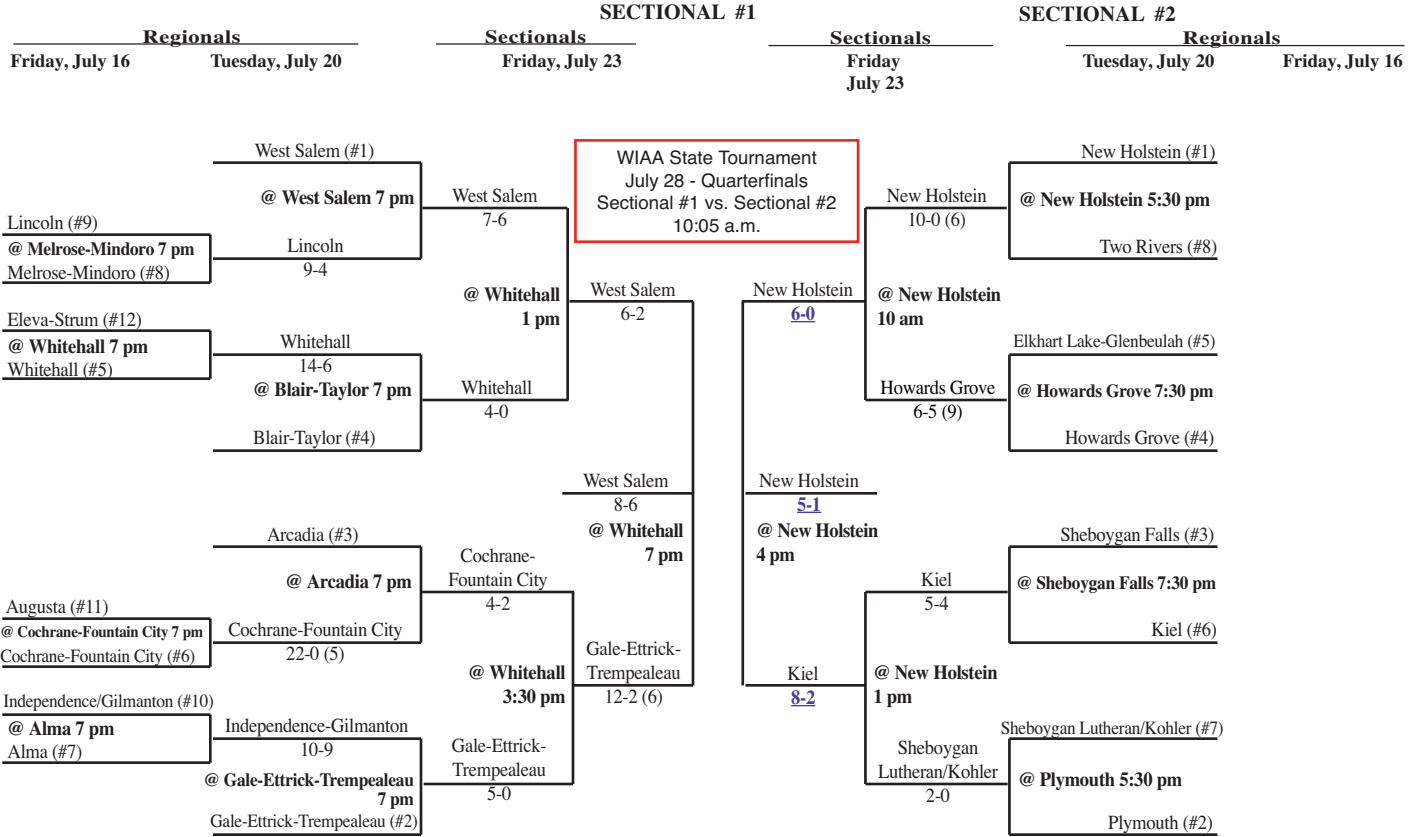 SECTIONAL #1
SECTIONAL #2
Regionals
Sectionals
Sectionals
Regionals
Friday, July 16
Tuesday, July 20
Friday, July 23
Friday
July 23
Tuesday, July 20
Friday, July 16
WIAA State Tournament
July 28 - Quarterfinals
Sectional #1 vs. Sectional #2
10:05 a.m.
Lincoln (#9)
@ Melrose-Mindoro 7 pm
Melrose-Mindoro (#8)
Eleva-Strum (#12)
@ Whitehall 7 pm
Whitehall (#5)
Augusta (#11)
@ Cochrane-Fountain City 7 pm
Cochrane-Fountain City (#6)
Independence/Gilmanton (#10)
@ Alma 7 pm
Alma (#7)
West Salem (#1)
@ West Salem 7 pm
Lincoln
9-4
Whitehall
14-6
@ Blair-Taylor 7 pm
Blair-Taylor (#4)
Arcadia (#3)
@ Arcadia 7 pm
Cochrane-Fountain City
22-0 (5)
Independence-Gilmanton
10-9
@ Gale-Ettrick-Trempealeau
7 pm
Gale-Ettrick-Trempealeau (#2)
West Salem
7-6
@ Whitehall
1 pm
Whitehall
4-0
Cochrane-
Fountain City
4-2
@ Whitehall
3:30 pm
Gale-Ettrick-
Trempealeau
5-0
West Salem
6-2
West Salem
8-6
@ Whitehall
7 pm
Gale-Ettrick-
Trempealeau
12-2 (6)
New Holstein
6-0
New Holstein
5-1
@ New Holstein
4 pm
Kiel
8-2
New Holstein
10-0 (6)
@ New Holstein
10 am
Howards Grove
6-5 (9)
Kiel
5-4
@ New Holstein
1 pm
Sheboygan
Lutheran/Kohler
2-0
New Holstein (#1)
@ New Holstein 5:30 pm
Two Rivers (#8)
Elkhart Lake-Glenbeulah (#5)
@ Howards Grove 7:30 pm
Howards Grove (#4)
Sheboygan Falls (#3)
@ Sheboygan Falls 7:30 pm
Kiel (#6)
Sheboygan Lutheran/Kohler (#7)
@ Plymouth 5:30 pm
Plymouth (#2)